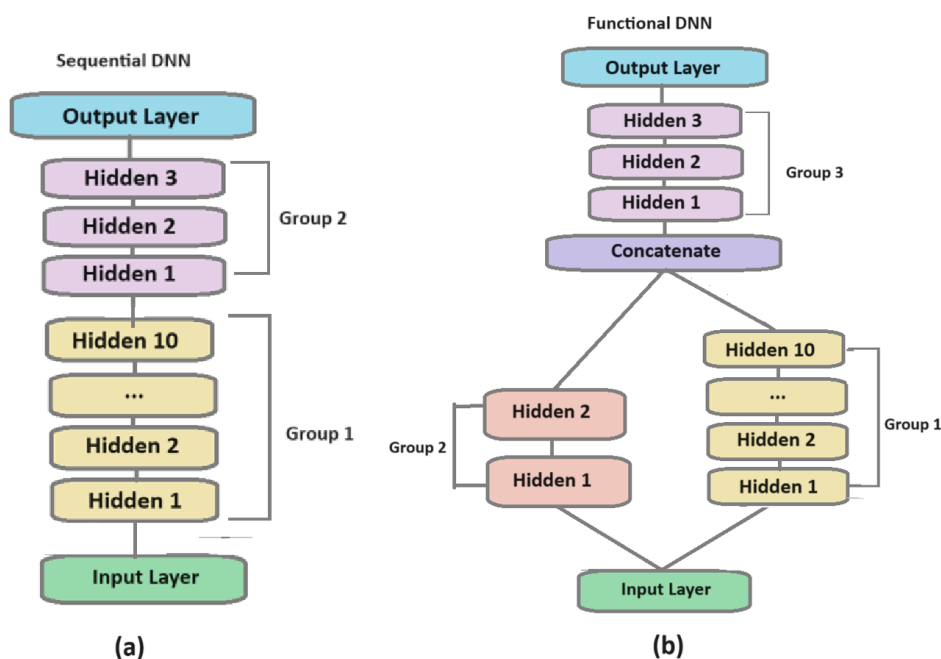 Sequential DNN
Output Layer
Hidden 3
Hidden 2
Hidden 1
Group 2
Hidden 10
...
Hidden 2
Hidden 1
Group 1
Input Layer
(a)
Functional DNN
Output Layer
Hidden 3
Hidden 2
Hidden 1
Group 3
Concatenate
Hidden 2
Hidden 1
Group 2
Hidden 10
...
Hidden 2
Hidden 1
Group 1
Input Layer
(b)